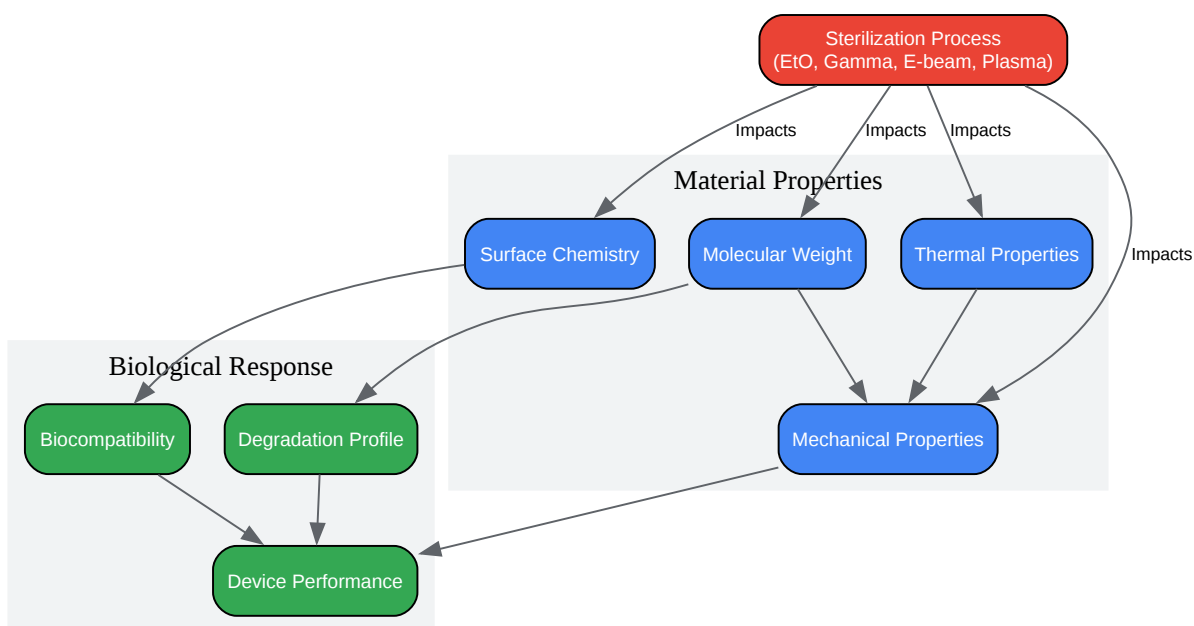 Sterilization Process
(EtO, Gamma, E-beam, Plasma)
Impacts
Impacts
Impacts
Material Properties
Surface Chemistry
Molecular Weight
Thermal Properties
Impacts
Biological Response
Biocompatibility
Degradation Profile
Mechanical Properties
Device Performance